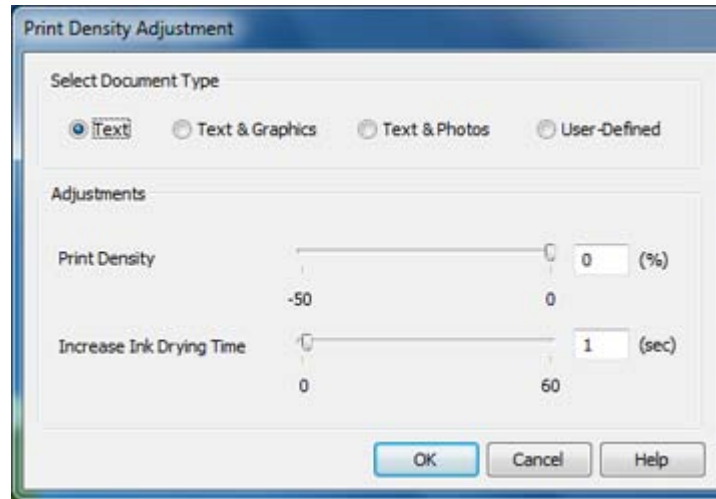 Print Density Adjustment
Select Document Type
Text Text & Graphics Text & Photos User-Defined
Adjustments
Print Density 0 (%)
-50 0
Increase Ink Drying Time 1 (sec)
0 60
OK Cancel Help